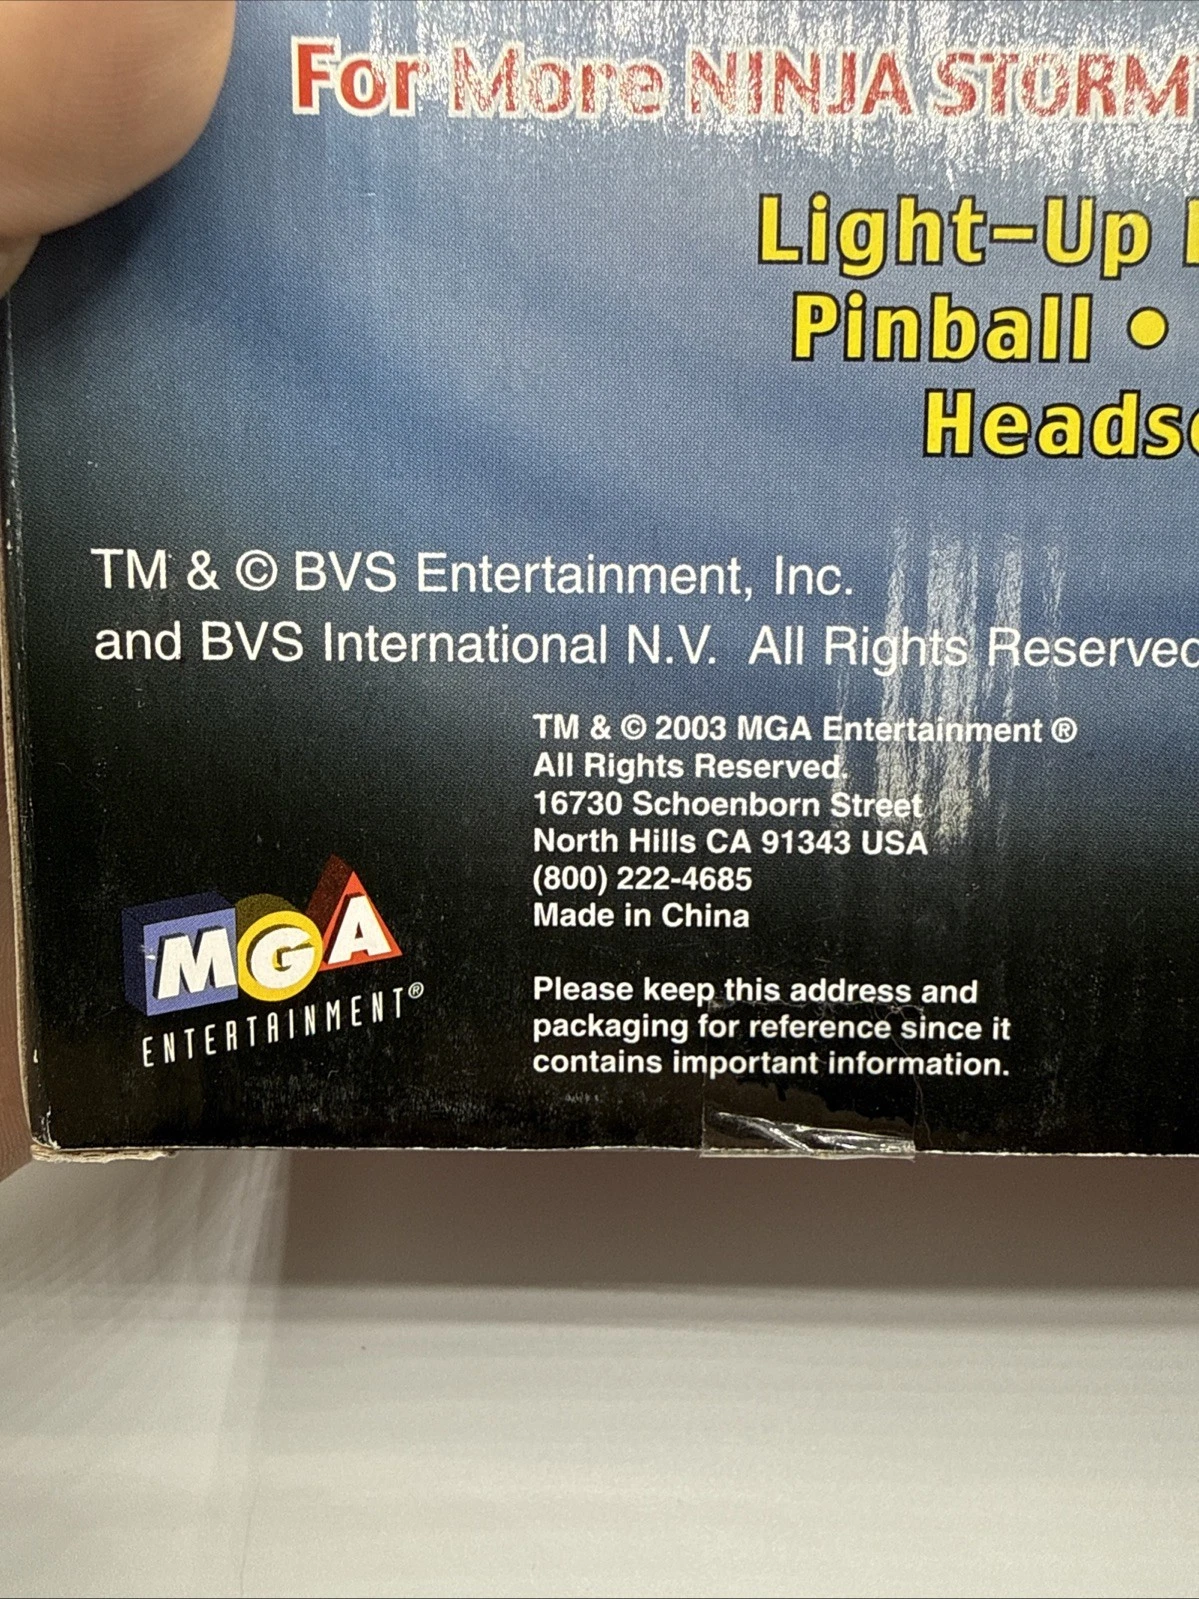 For More NINJA STORM
Light-Up
Pinball •
TM & © BVS Entertainment, Inc.
and BVS International N.V. All Rights Reserved
TM & © 2003 MGA Entertainment ®
All Rights Reserved.
16730 Schoenborn Street
North Hills CA 91343 USA
(800) 222-4685
Made in China
MGA
ENTERTAINMENT®
Please keep this address and
packaging for reference since it
contains important information.